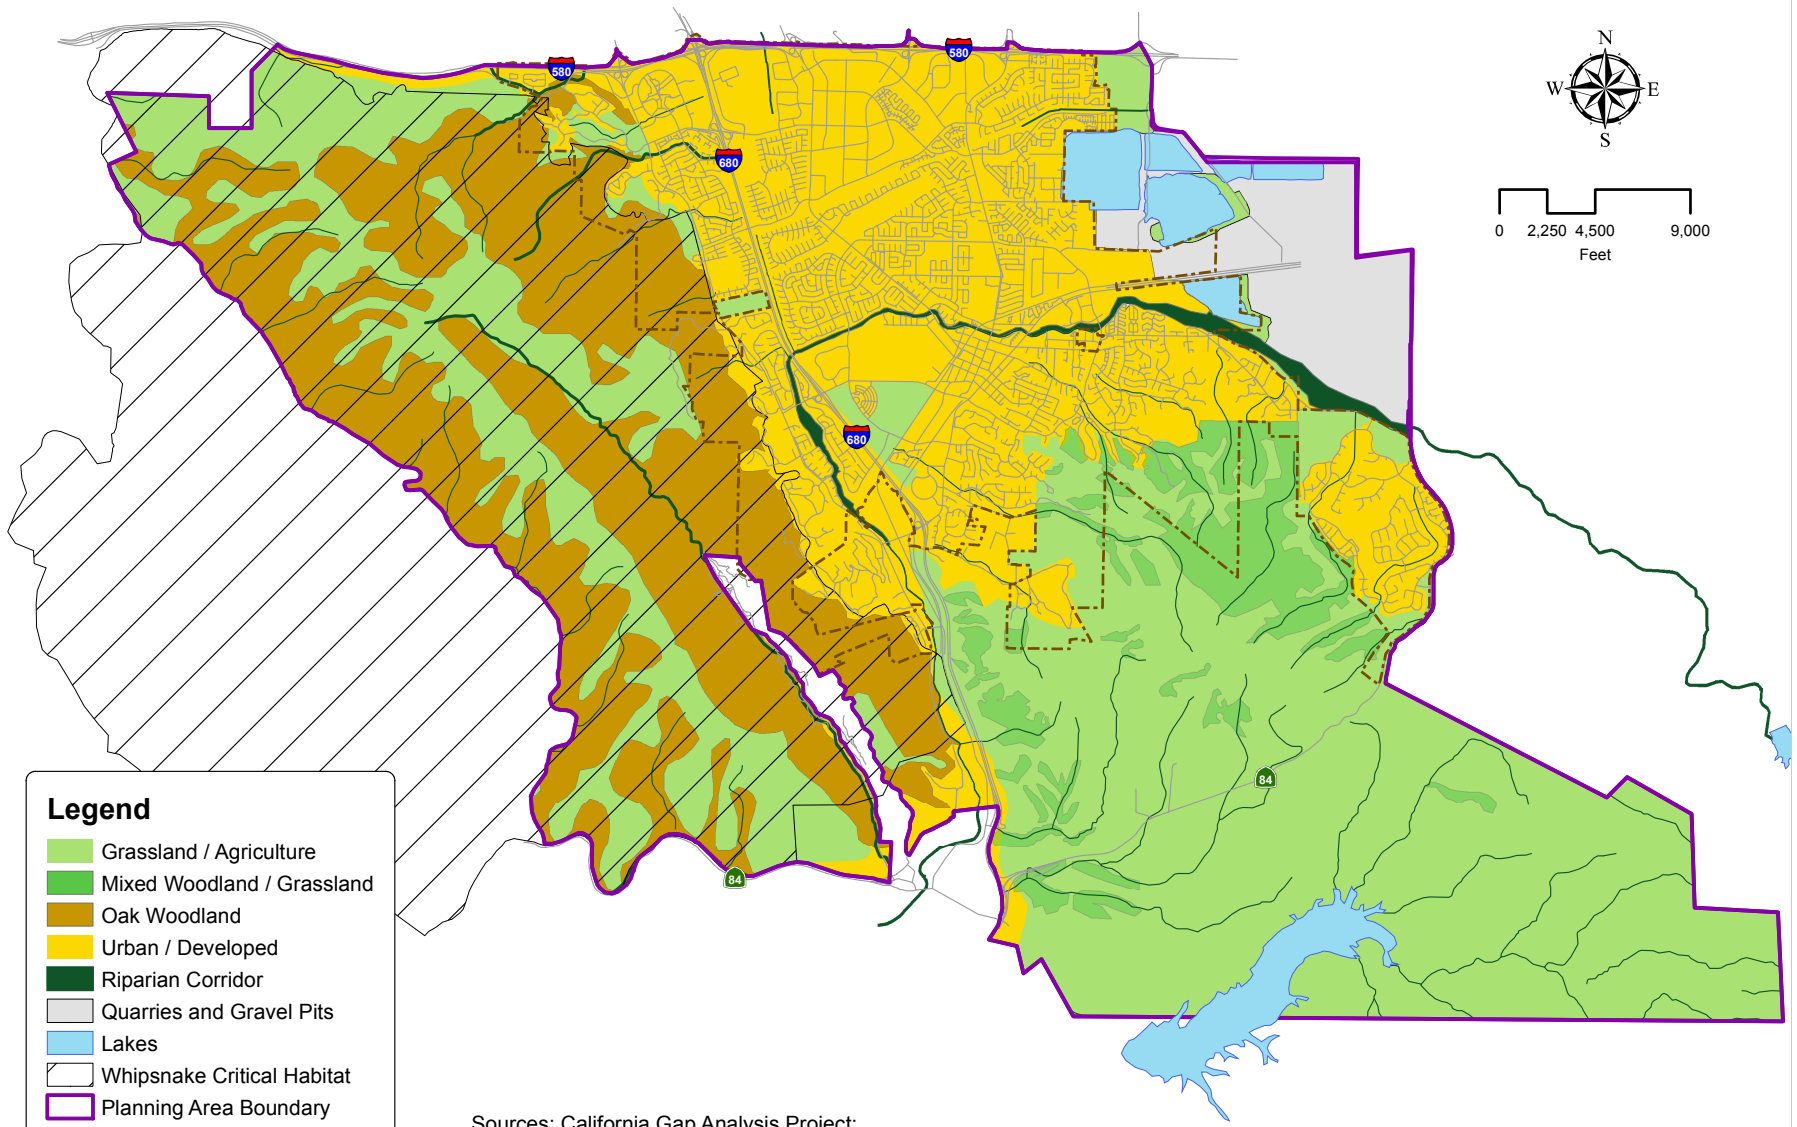 580
580
N
W E
S
680
0 2,250 4,500 9,000
Feet
680
84
84
Legend
Grassland / Agriculture
Mixed Woodland / Grassland
Oak Woodland
Urban / Developed
Riparian Corridor
Quarries and Gravel Pits
Lakes
Whipsnake Critical Habitat
Planning Area Boundary
Sources: California Gap Analysis Project;